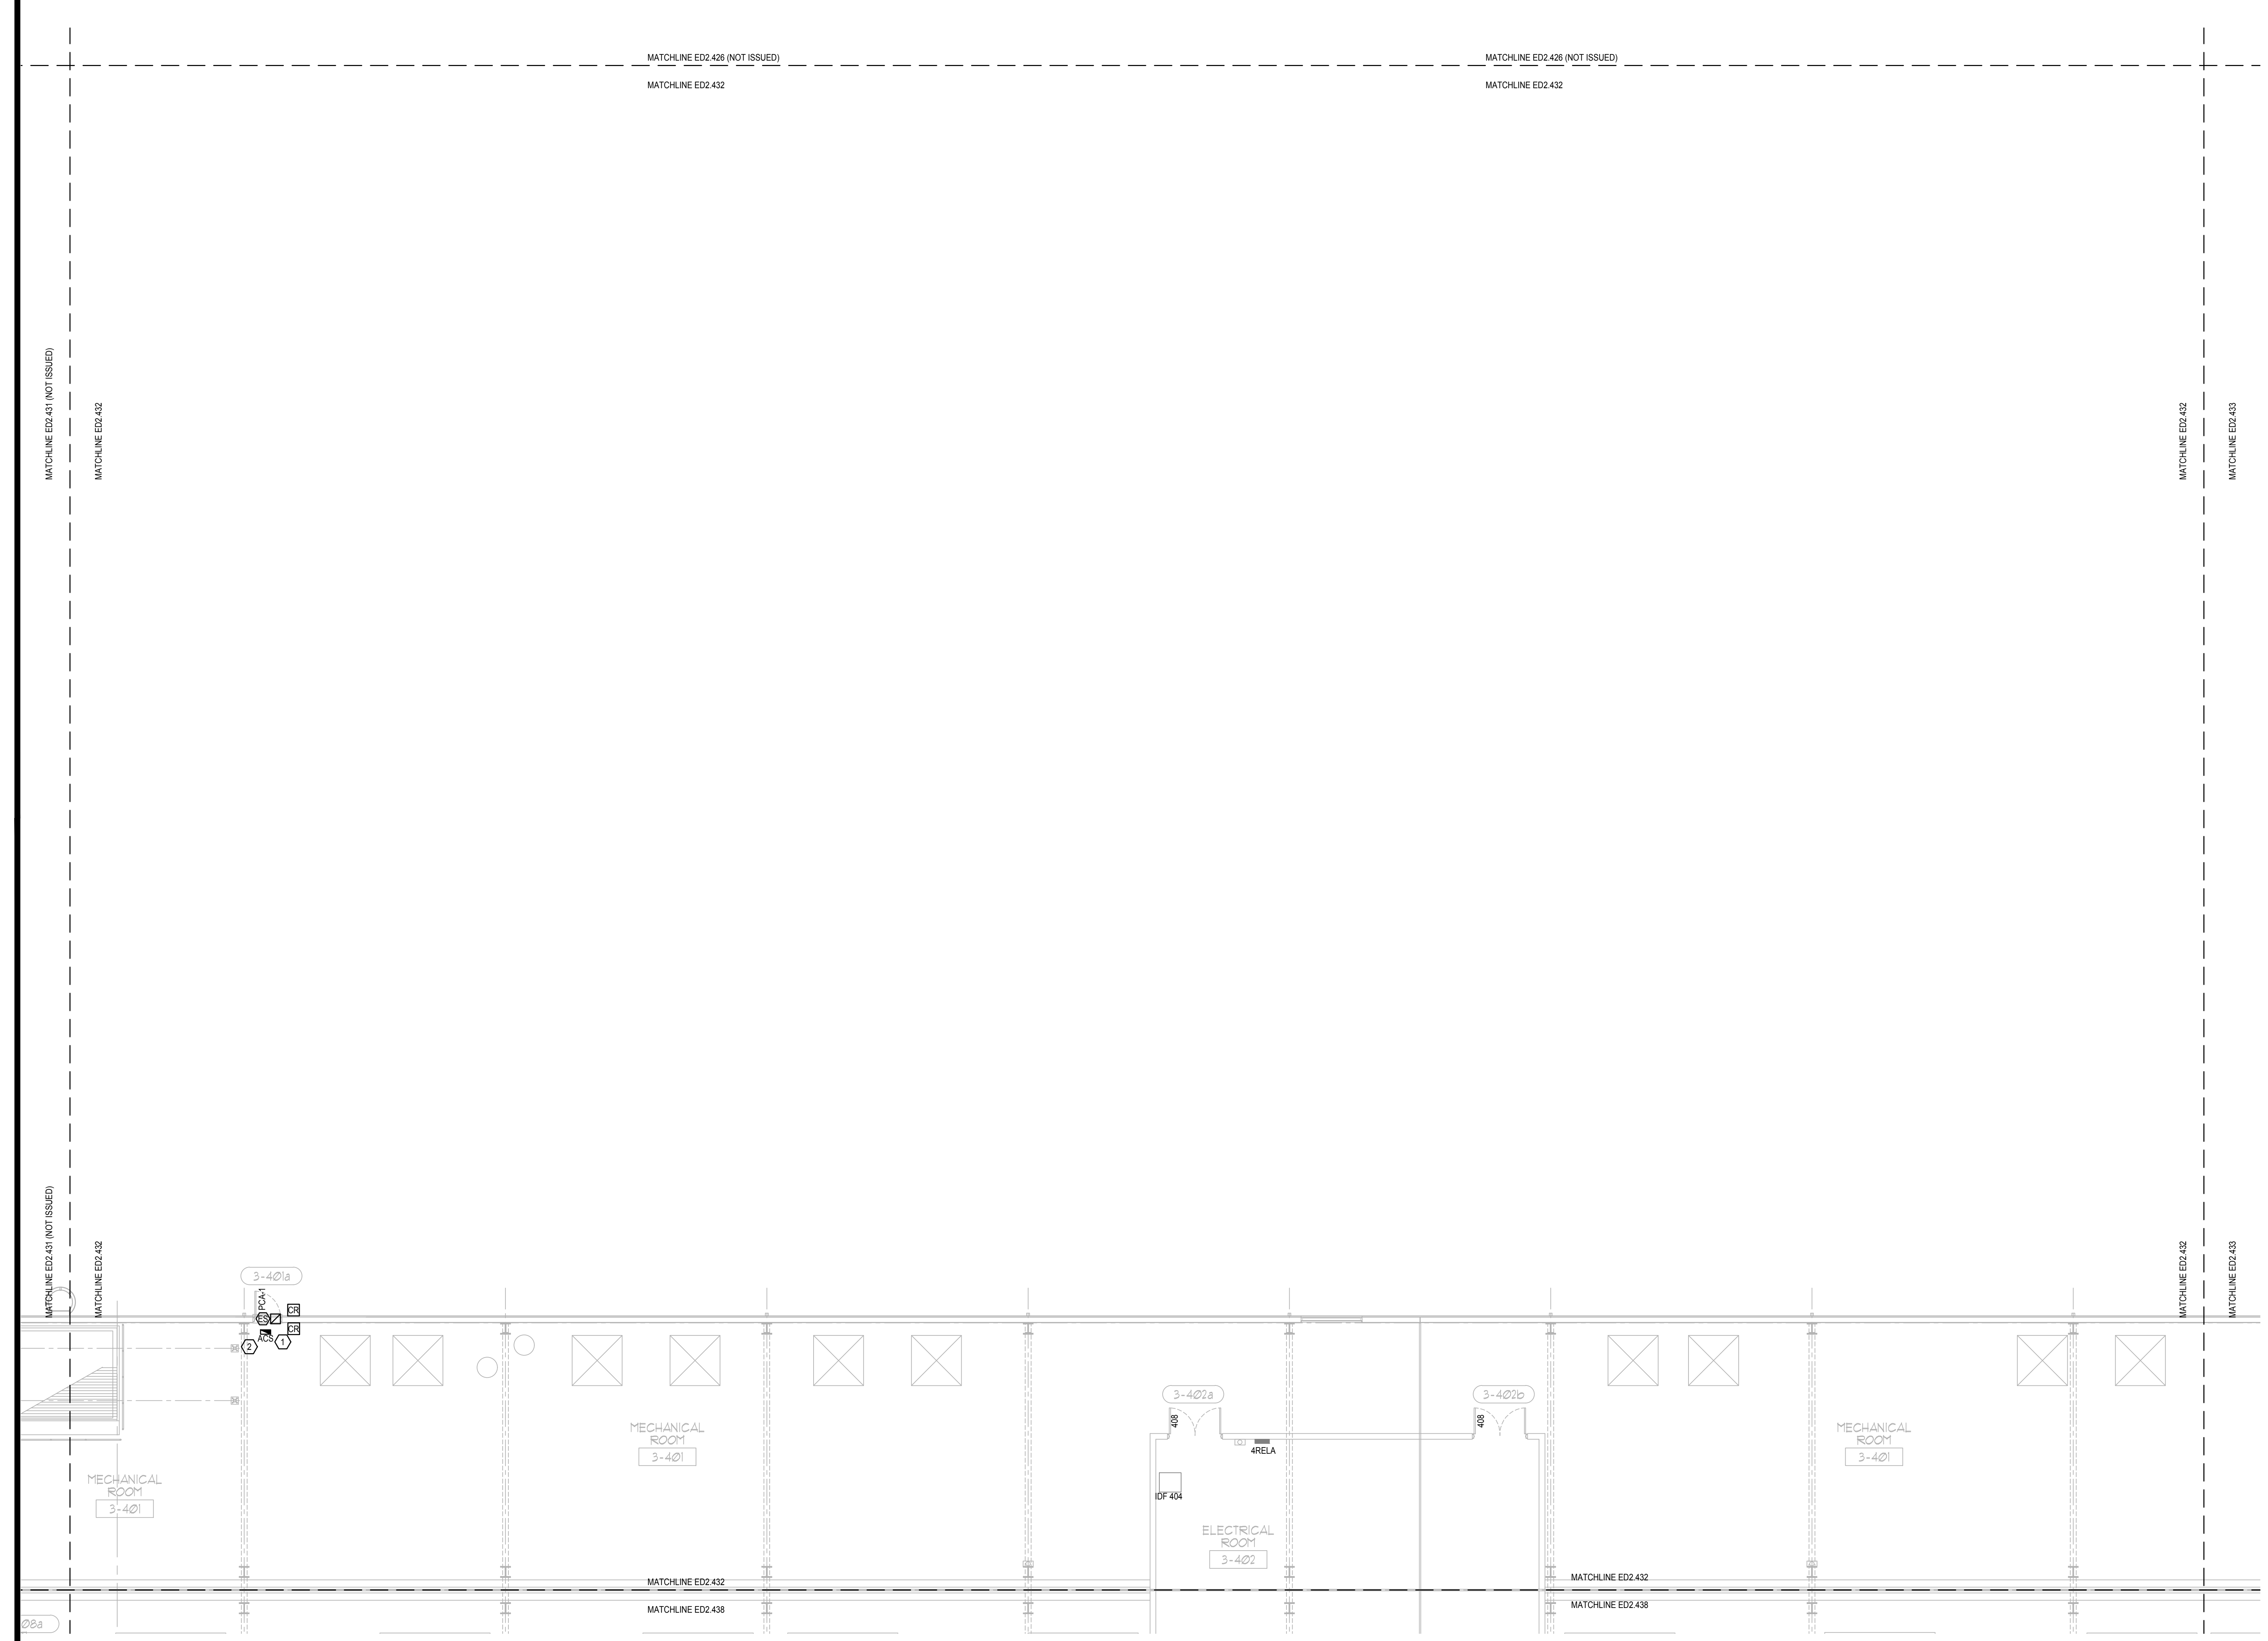 MATCHLINE ED2.426 (NOT ISSUED)
MATCHLINE ED2.432
MATCHLINE ED2.426 (NOT ISSUED)
MATCHLINE ED2.432
MATCHLINE ED2.431 (NOT ISSUED)
MATCHLINE ED2.432
MATCHLINE ED2.432
MATCHLINE ED2.433
MATCHLINE ED2.431 (NOT ISSUED)
MATCHLINE ED2.432
MATCHLINE ED2.432
MATCHLINE ED2.433
3-401a
PCA-1
CR
ES
CR
ACS
2
1
3-402a
3-402b
408
408
4RELA
MECHANICAL
ROOM
3-401
MECHANICAL
ROOM
3-401
MECHANICAL
ROOM
3-401
IDF 404
ELECTRICAL
ROOM
3-402
MATCHLINE ED2.432
MATCHLINE ED2.438
MATCHLINE ED2.432
MATCHLINE ED2.438
08a